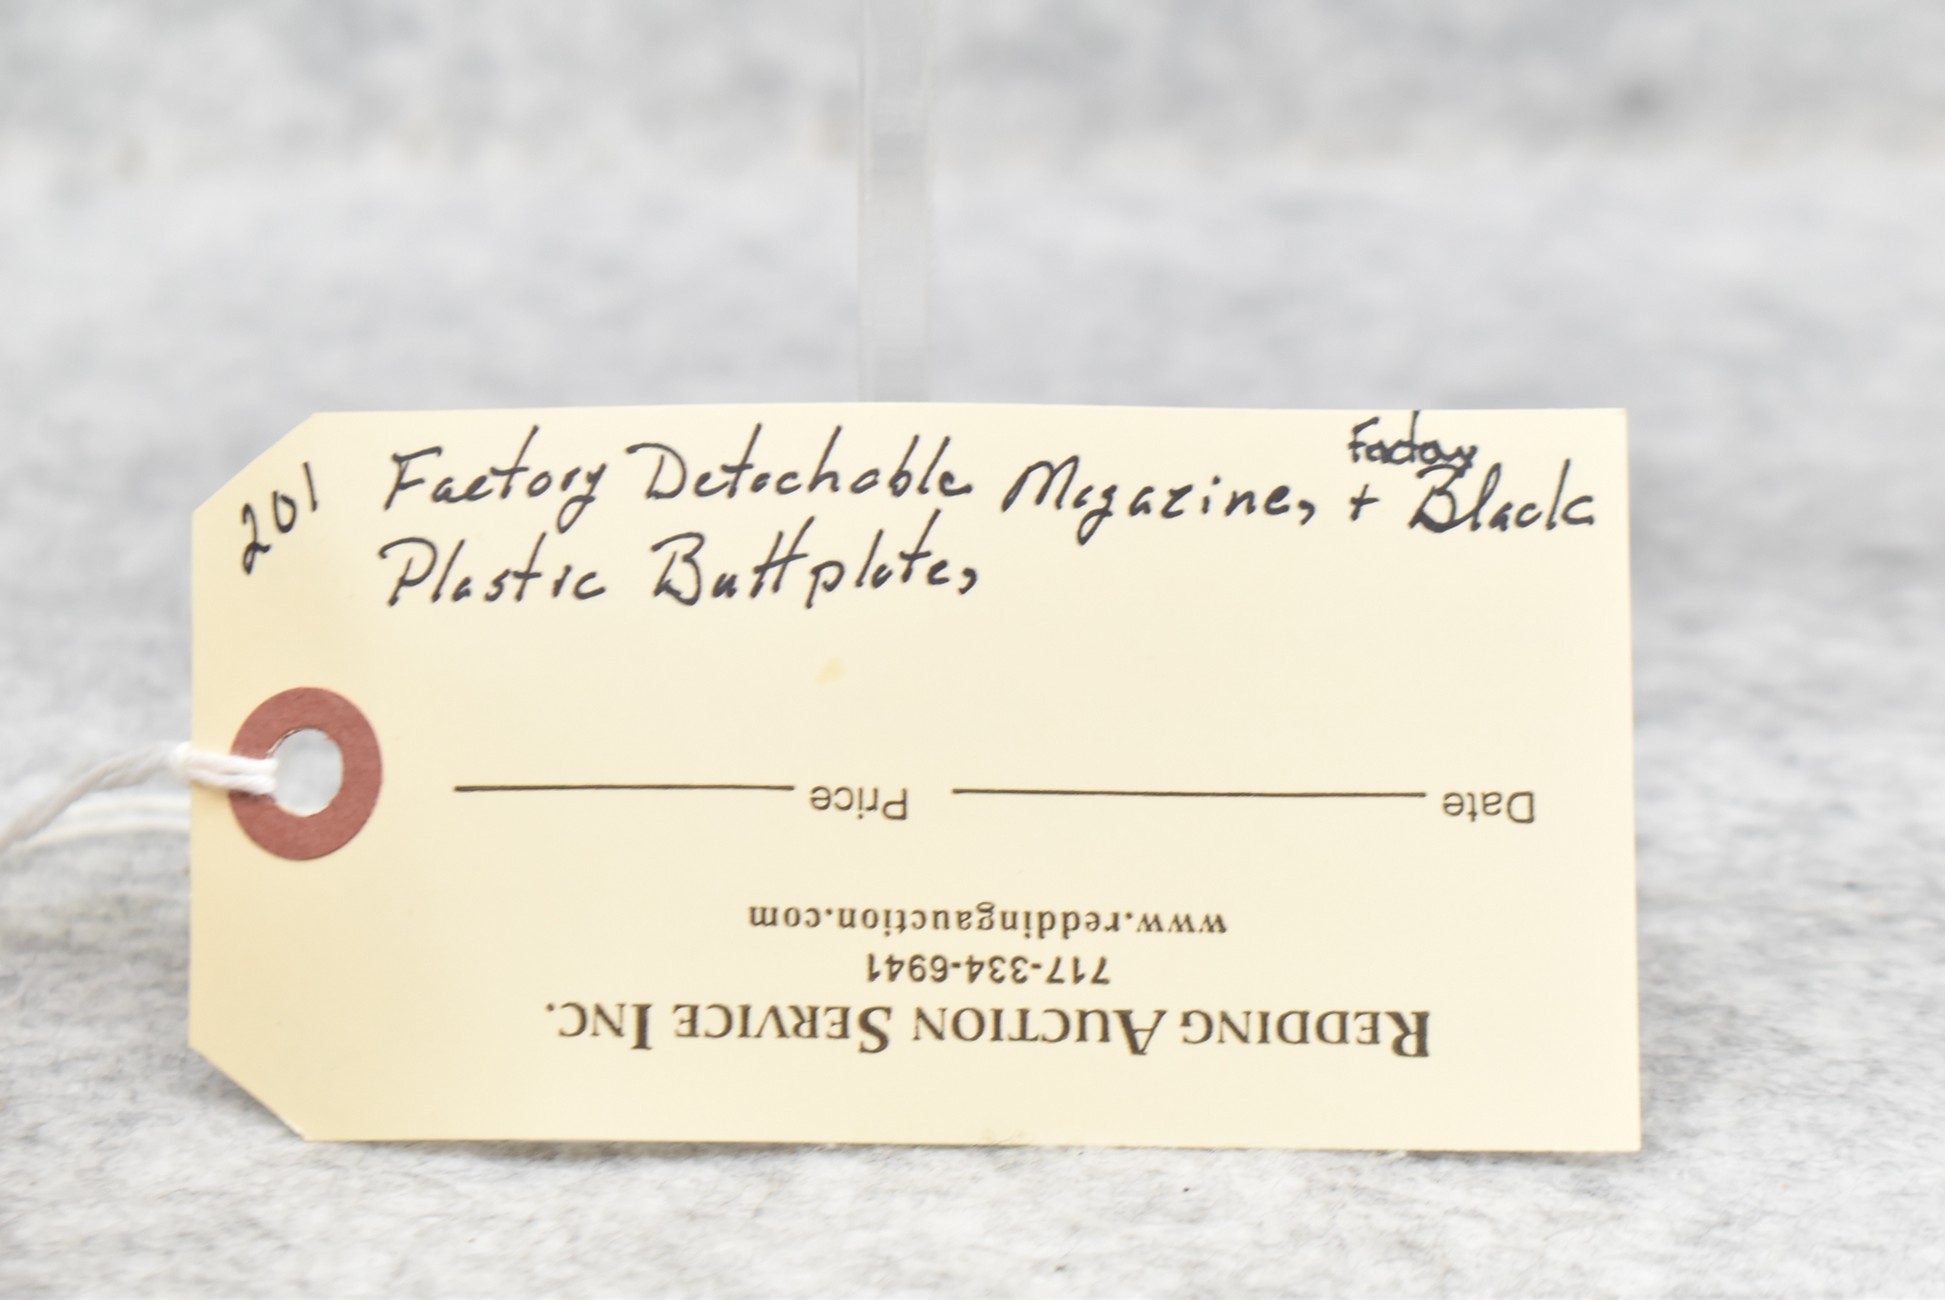 201
Factory Detachable Magazine, + Factory Black
Plastic Buttplate,
Date Price
www.reddingauction.com
717-334-6941
REDDING AUCTION SERVICE INC.